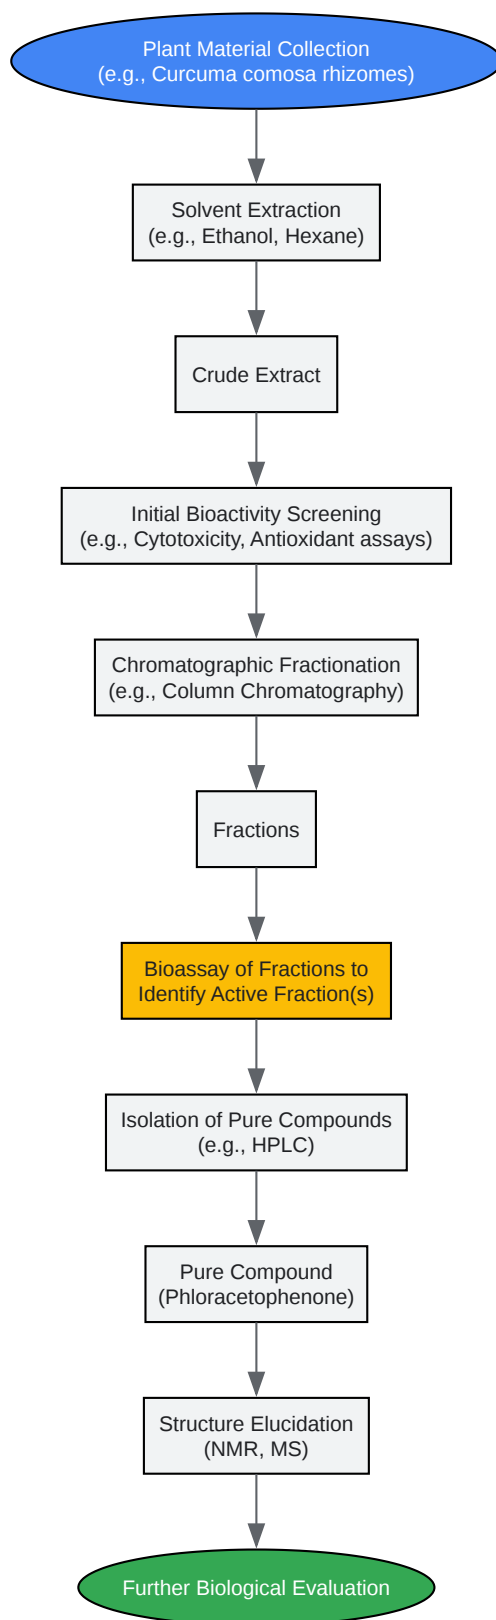 Plant Material Collection
(e.g., Curcuma comosa rhizomes)
Solvent Extraction
(e.g., Ethanol, Hexane)
Crude Extract
Initial Bioactivity Screening
(e.g., Cytotoxicity, Antioxidant assays)
Chromatographic Fractionation
(e.g., Column Chromatography)
Fractions
Bioassay of Fractions to
Identify Active Fraction(s)
Isolation of Pure Compounds
(e.g., HPLC)
Pure Compound
(Phloracetophenone)
Structure Elucidation
(NMR, MS)
Further Biological Evaluation